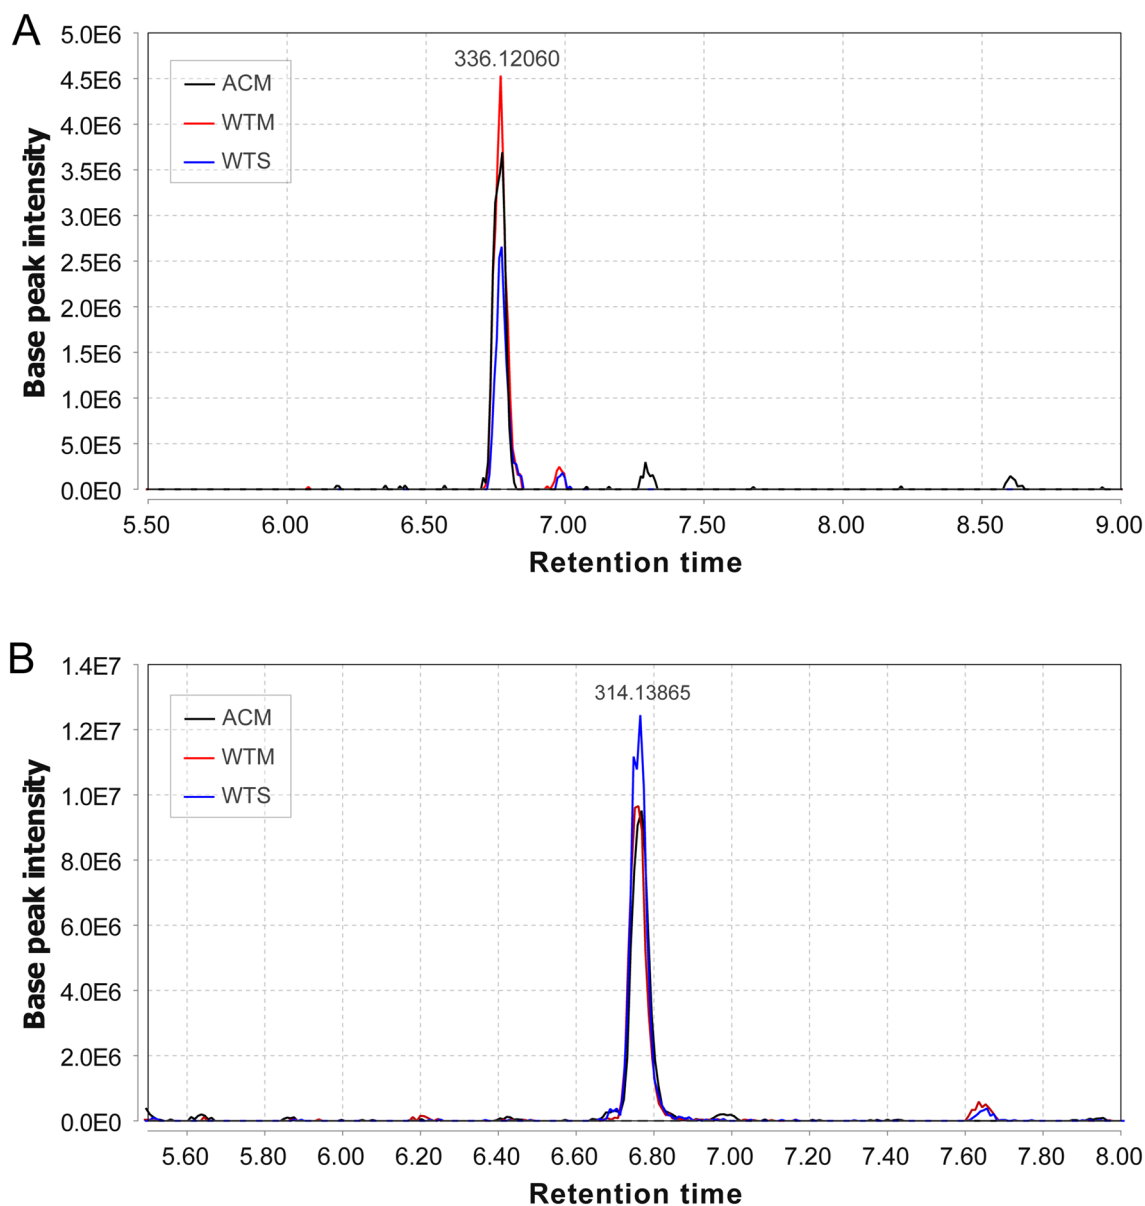 A
5.0E6
4.5E6
4.0E6
3.5E6
3.0E6
2.5E6
2.0E6
1.5E6
1.0E6
5.0E5
0.0E0
Base peak intensity
336.12060
ACM
WTM
WTS
5.50 6.00 6.50 7.00 7.50 8.00 8.50 9.00
Retention time
B
1.4E7
1.2E7
1.0E7
8.0E6
6.0E6
4.0E6
2.0E6
0.0E0
Base peak intensity
314.13865
ACM
WTM
WTS
5.60 5.80 6.00 6.20 6.40 6.60 6.80 7.00 7.20 7.40 7.60 7.80 8.00
Retention time